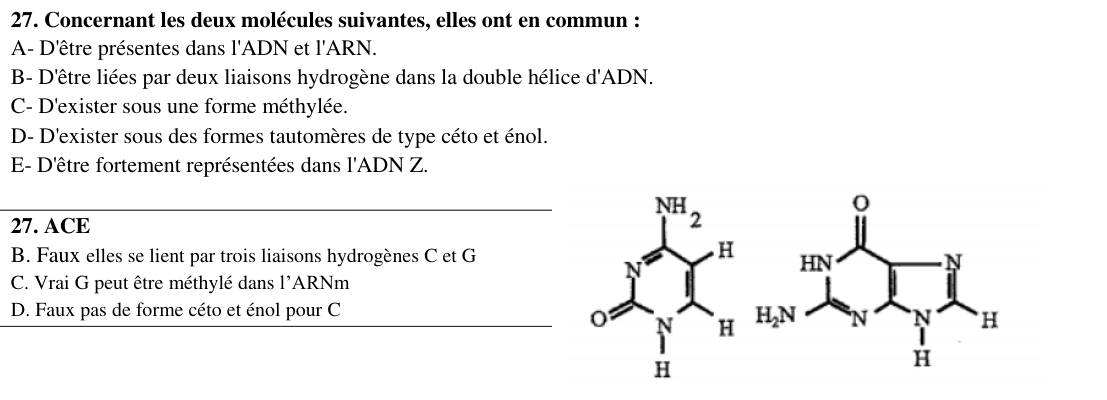 27. Concernant les deux molécules suivantes, elles ont en commun :
A- D'être présentes dans l'ADN et l'ARN.
B- D'être liées par deux liaisons hydrogène dans la double hélice d'ADN.
C- D'exister sous une forme méthylée.
D- D'exister sous des formes tautomères de type céto et énol.
E- D'être fortement représentées dans l'ADN Z.
27. ACE
B. Faux elles se lient par trois liaisons hydrogènes C et G
C. Vrai G peut être méthylé dans l’ARNm
D. Faux pas de forme céto et énol pour C
NH2
H
N
O
N
H
H
O
HN
N
H2N
N
N
H
H